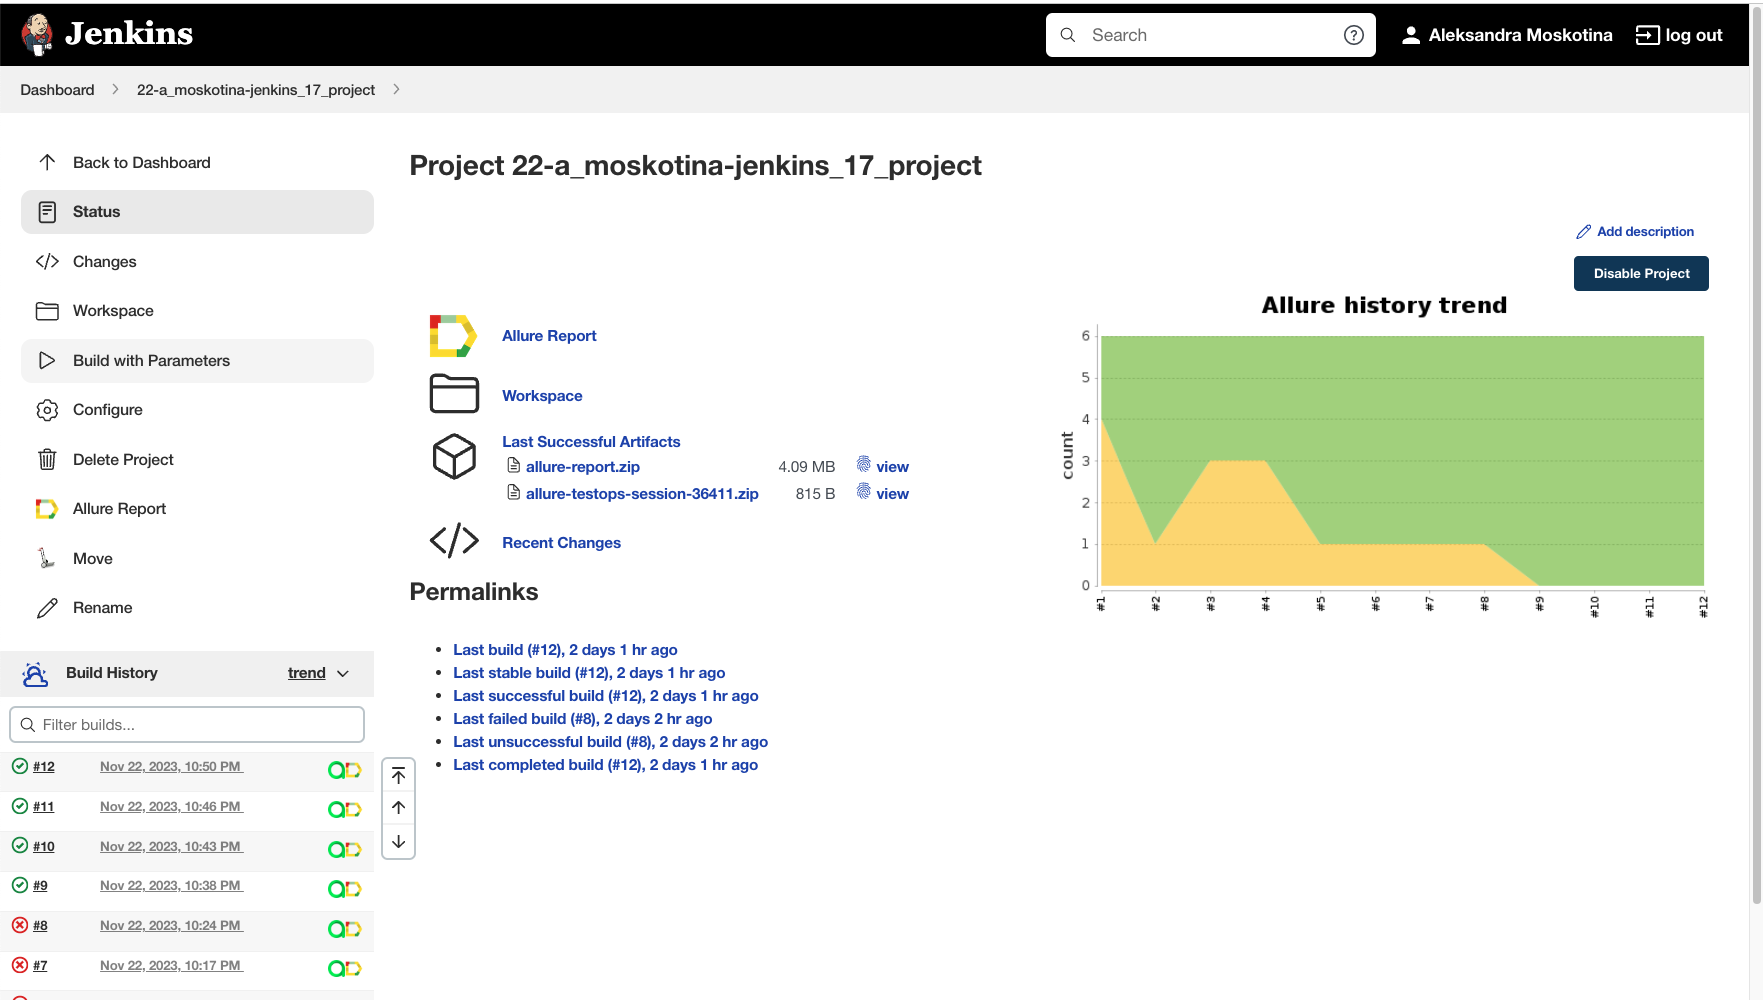 Jenkins
Search
Aleksandra Moskotina
log out
Dashboard
22-a_moskotina-jenkins_17_project
Back to Dashboard
Status
Changes
Workspace
Build with Parameters
Configure
Delete Project
Allure Report
Move
Rename
Build History
trend
Filter builds...
#12 Nov 22, 2023, 10:50 PM
#11 Nov 22, 2023, 10:46 PM
#10 Nov 22, 2023, 10:43 PM
#9 Nov 22, 2023, 10:38 PM
#8 Nov 22, 2023, 10:24 PM
#7 Nov 22, 2023, 10:17 PM
Project 22-a_moskotina-jenkins_17_project
Add description
Disable Project
Allure Report
Workspace
Last Successful Artifacts
allure-report.zip 4.09 MB view
allure-testops-session-36411.zip 815 B view
Recent Changes
Permalinks
Last build (#12), 2 days 1 hr ago
Last stable build (#12), 2 days 1 hr ago
Last successful build (#12), 2 days 1 hr ago
Last failed build (#8), 2 days 2 hr ago
Last unsuccessful build (#8), 2 days 2 hr ago
Last completed build (#12), 2 days 1 hr ago
Allure history trend
count
6
5
4
3
2
1
0
#1 #2 #3 #4 #5 #6 #7 #8 #9 #10 #11 #12